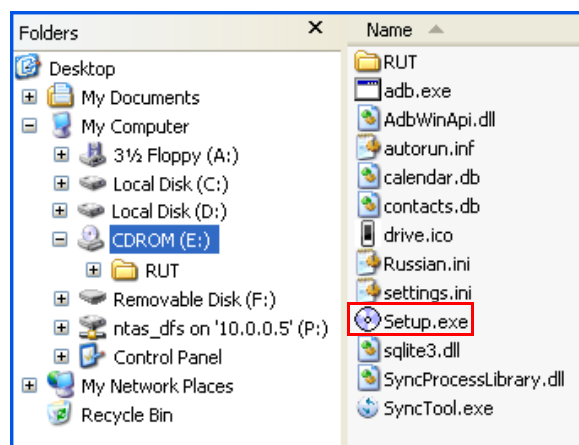 Folders
Desktop
My Documents
My Computer
3½ Floppy (A:)
Local Disk (C:)
Local Disk (D:)
CDROM (E:)
RUT
Removable Disk (F:)
ntas_dfs on '10.0.0.5' (P:)
Control Panel
My Network Places
Recycle Bin
Name
RUT
adb.exe
AdbWinApi.dll
autorun.inf
calendar.db
contacts.db
drive.ico
Russian.ini
settings.ini
Setup.exe
sqlite3.dll
SyncProcessLibrary.dll
SyncTool.exe